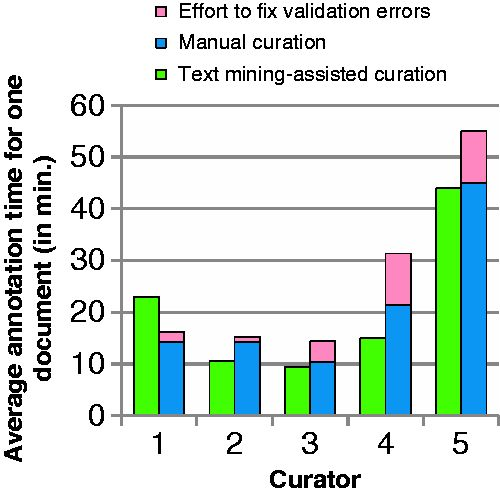 Effort to fix validation errors
Manual curation
Text mining-assisted curation
Average annotation time for one
document (in min.)
60
50
40
30
20
10
0
1 2 3 4 5
Curator